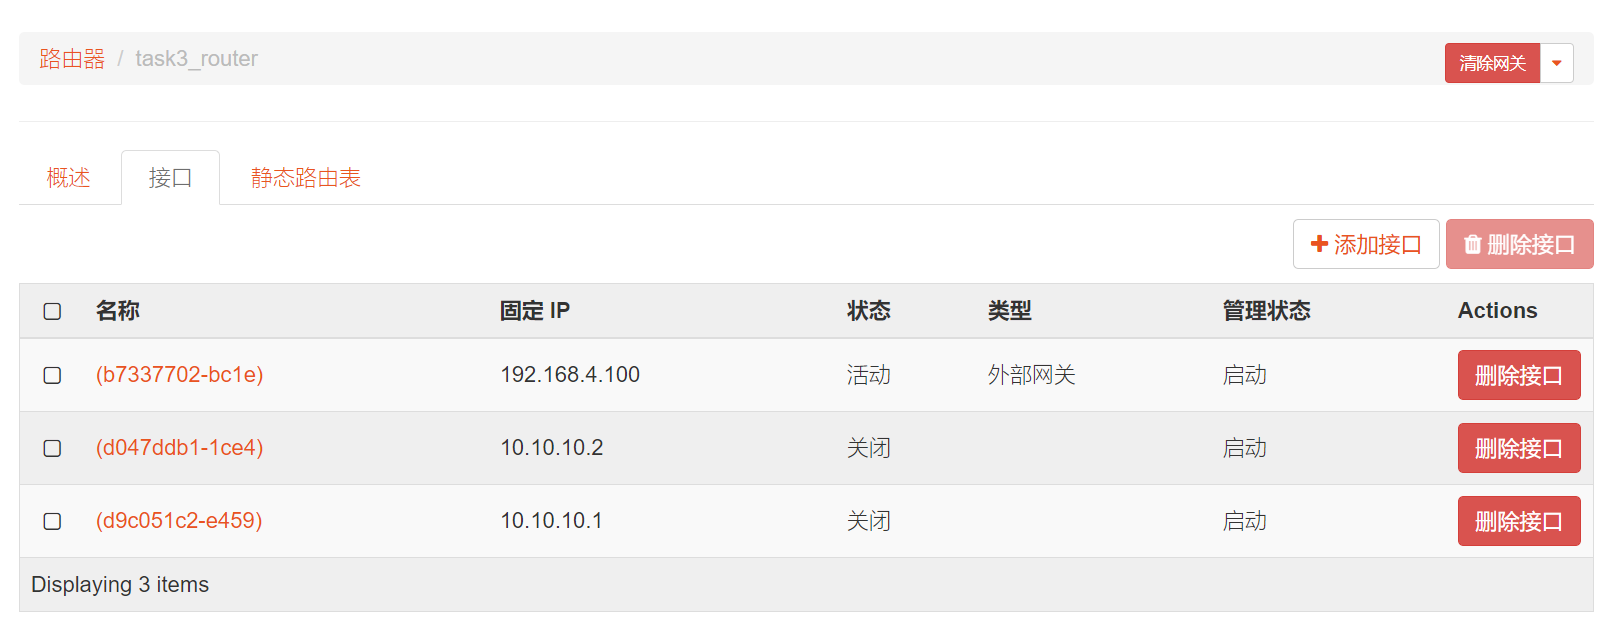 路由器 / task3_router
清除网关
概述 接口 静态路由表
添加接口 删除接口
名称 固定 IP 状态 类型 管理状态 Actions
(b7337702-bc1e) 192.168.4.100 活动 外部网关 启动 删除接口
(d047ddb1-1ce4) 10.10.10.2 关闭 启动 删除接口
(d9c051c2-e459) 10.10.10.1 关闭 启动 删除接口
Displaying 3 items